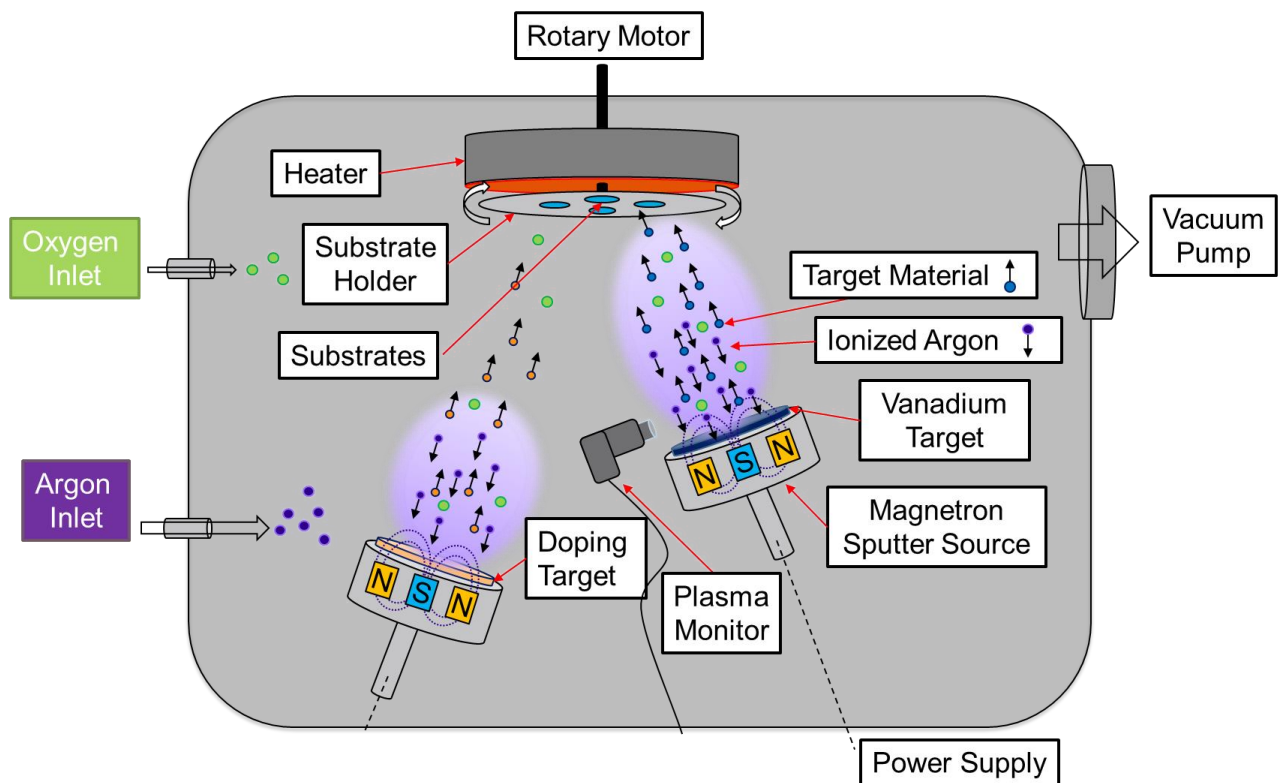 Rotary Motor
Heater
Oxygen
Inlet
Substrate
Holder
Vacuum
Pump
Target Material
Ionized Argon
Substrates
Vanadium
Target
N
S
N
Argon
Inlet
Magnetron
Sputter Source
Doping
Target
N
S
N
Plasma
Monitor
Power Supply